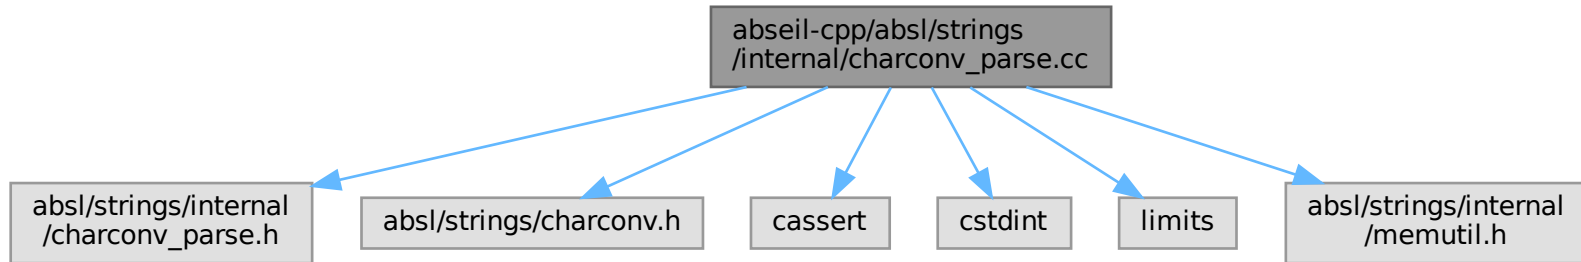 abseil-cpp/absl/strings
/internal/charconv_parse.cc
absl/strings/internal
/charconv_parse.h
absl/strings/charconv.h
cassert
cstdint
limits
absl/strings/internal
/memutil.h